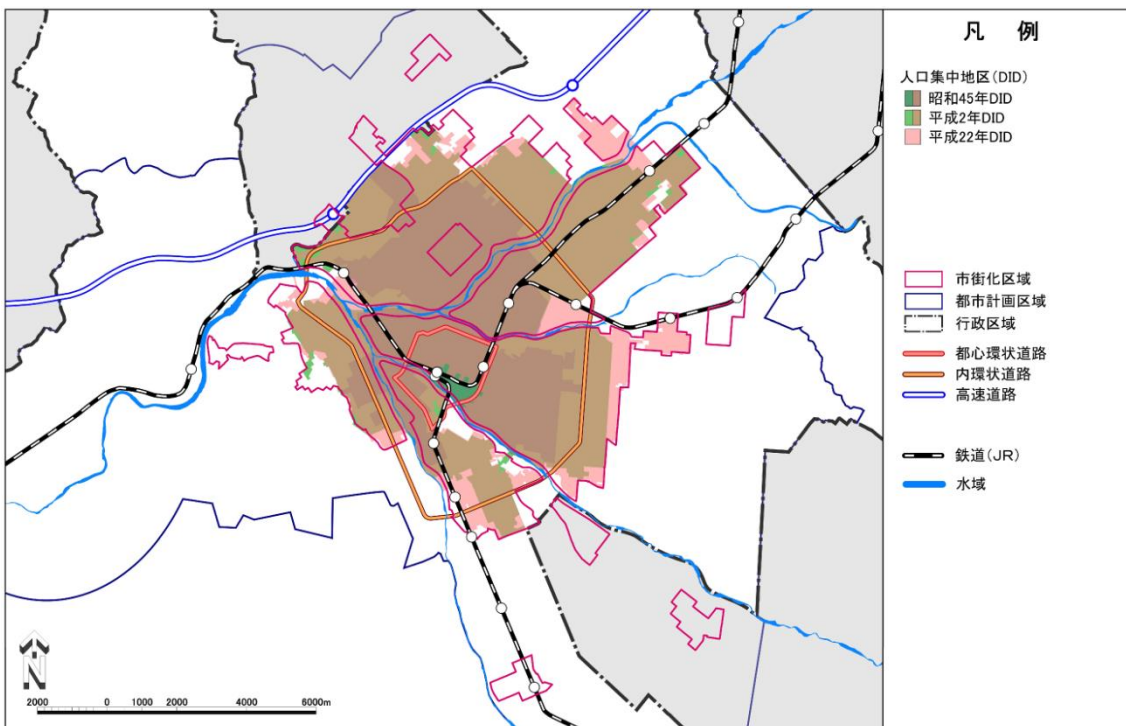 凡 例
人口集中地区(DID)
昭和45年DID
平成2年DID
平成22年DID
市街化区域
都市計画区域
行政区域
都心環状道路
内環状道路
高速道路
鉄道(JR)
水域
N
2000 0 1000 2000 4000 6000m